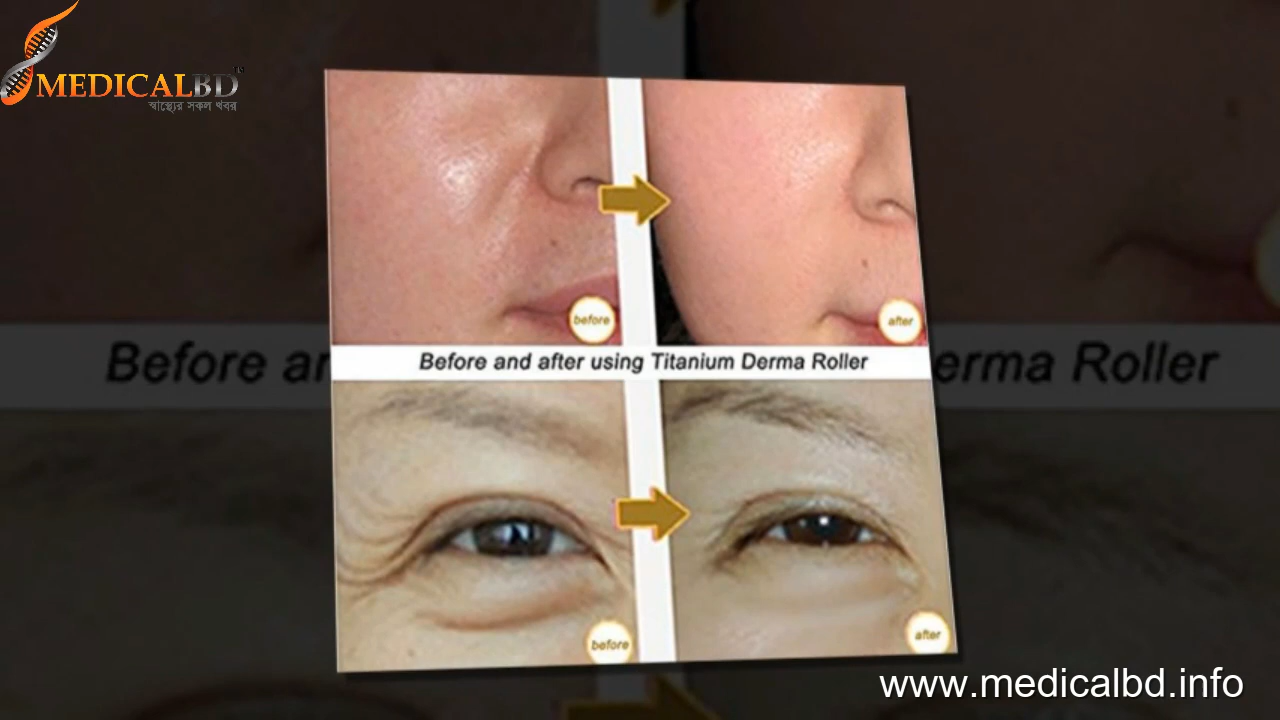 MEDICALBD
স্বাস্থ্যের সকল খবর
before
after
Before and after using Titanium Derma Roller
before
after
Before ar
erma Roller
www.medicalbd.info